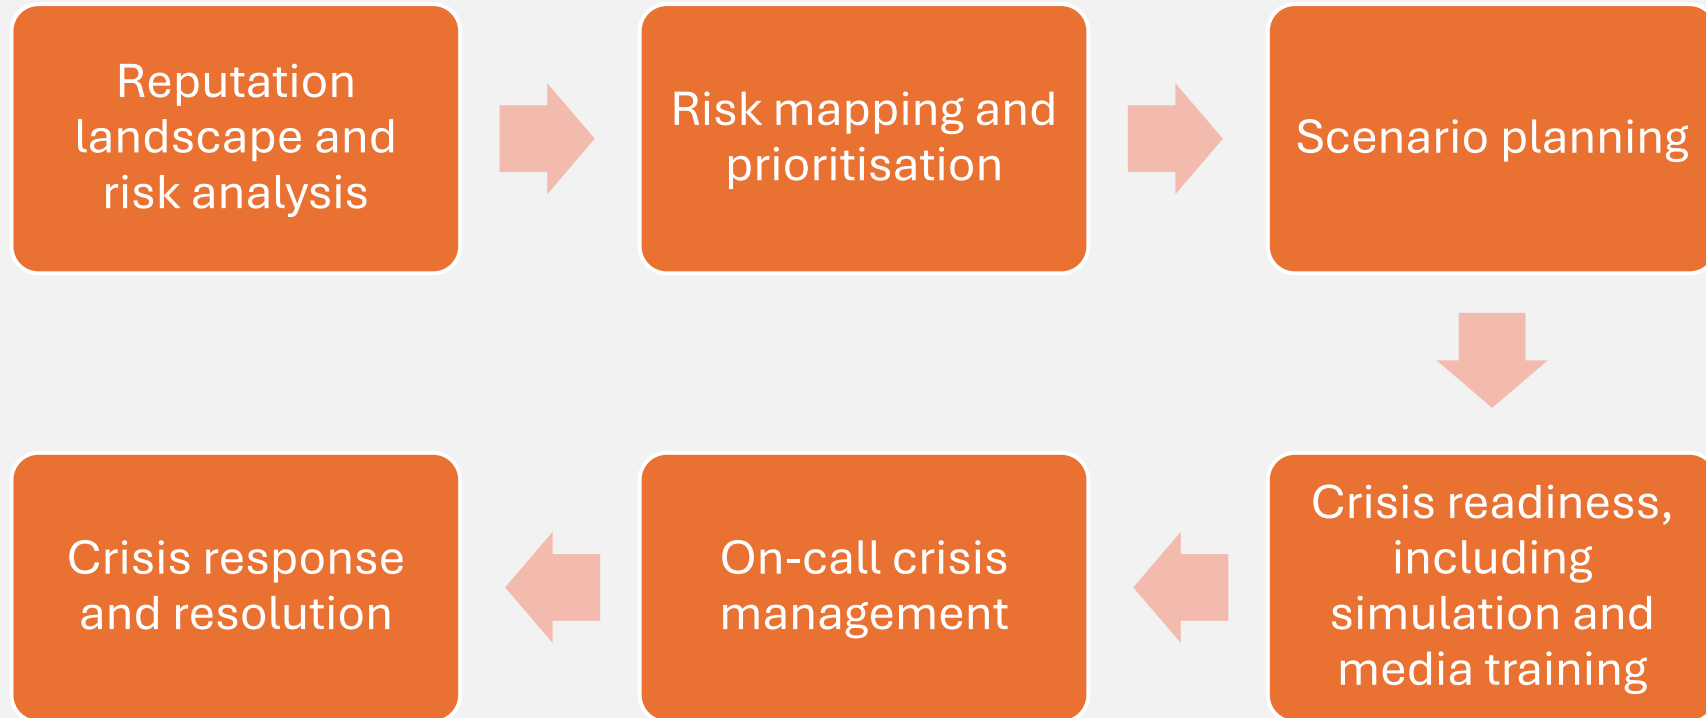 Reputation
landscape and
risk analysis
Risk mapping and
prioritisation
Scenario planning
Crisis readiness,
including
simulation and
media training
On-call crisis
management
Crisis response
and resolution